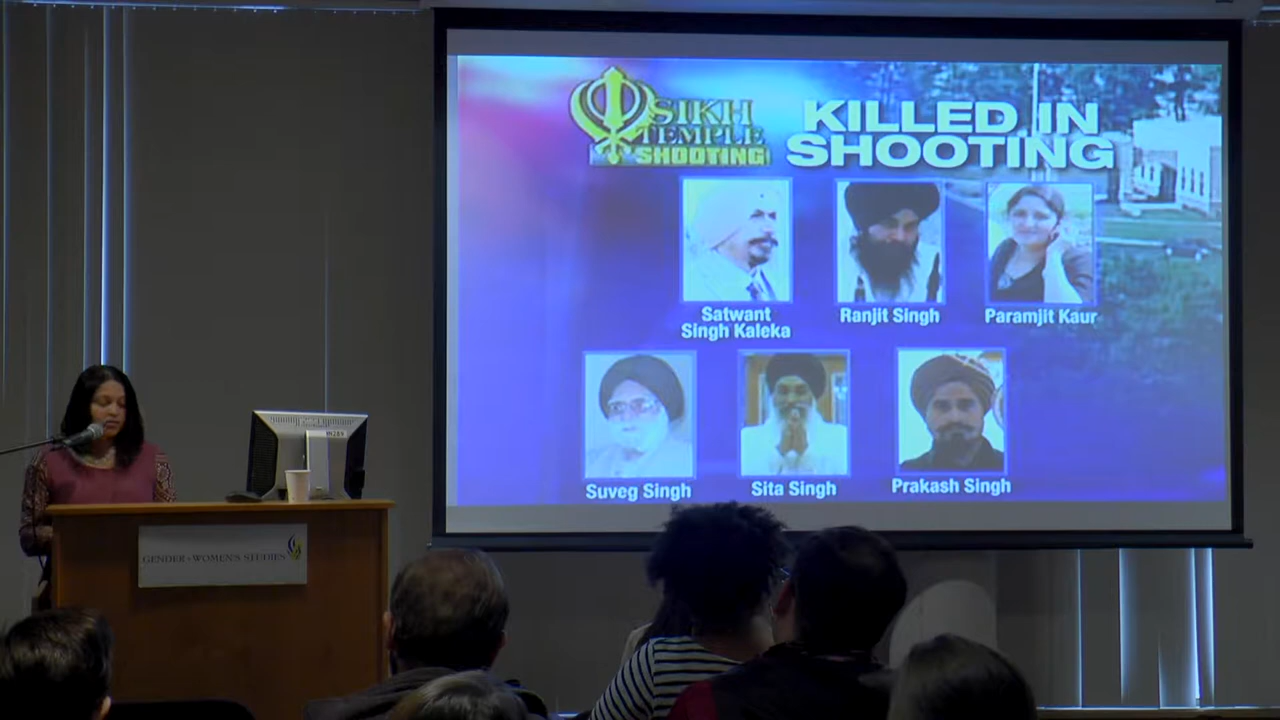 SIKH
TEMPLE
SHOOTING
KILLED IN
SHOOTING
Satwant
Singh Kaleka
Ranjit Singh
Paramjit Kaur
Suveg Singh
Sita Singh
Prakash Singh
GENDER + WOMEN'S STUDIES